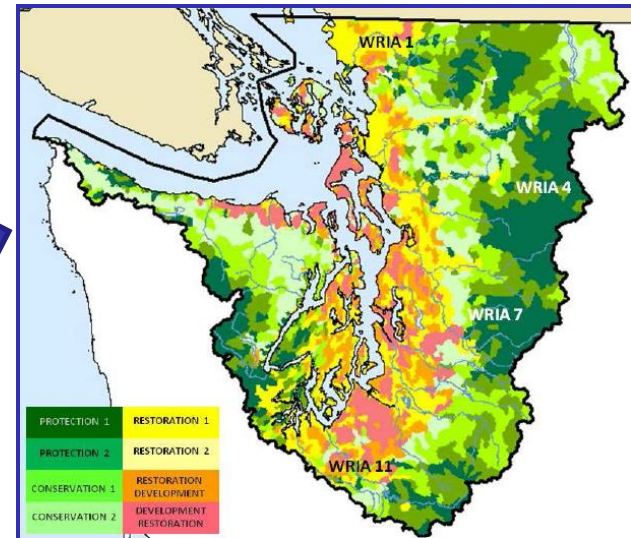 WRIA 1
WRIA 4
WRIA 7
WRIA 11
PROTECTION 1
RESTORATION 1
PROTECTION 2
RESTORATION 2
CONSERVATION 1
RESTORATION
DEVELOPMENT
CONSERVATION 2
DEVELOPMENT
RESTORATION